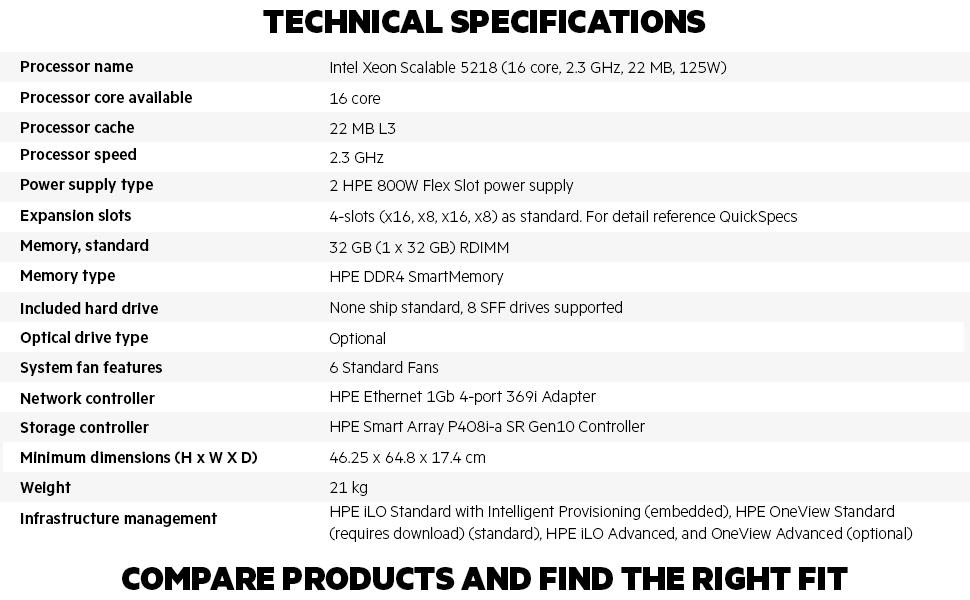 TECHNICAL SPECIFICATIONS
Processor name Intel Xeon Scalable 5218 (16 core, 2.3 GHz, 22 MB, 125W)
Processor core available 16 core
Processor cache 22 MB L3
Processor speed 2.3 GHz
Power supply type 2 HPE 800W Flex Slot power supply
Expansion slots 4-slots (x16, x8, x16, x8) as standard. For detail reference QuickSpecs
Memory, standard 32 GB (1 x 32 GB) RDIMM
Memory type HPE DDR4 SmartMemory
Included hard drive None ship standard, 8 SFF drives supported
Optical drive type Optional
System fan features 6 Standard Fans
Network controller HPE Ethernet 1Gb 4-port 369i Adapter
Storage controller HPE Smart Array P408i-a SR Gen10 Controller
Minimum dimensions (H x W X D) 46.25 x 64.8 x 17.4 cm
Weight 21 kg
Infrastructure management HPE iLO Standard with Intelligent Provisioning (embedded), HPE OneView Standard
(requires download) (standard), HPE iLO Advanced, and OneView Advanced (optional)
COMPARE PRODUCTS AND FIND THE RIGHT FIT